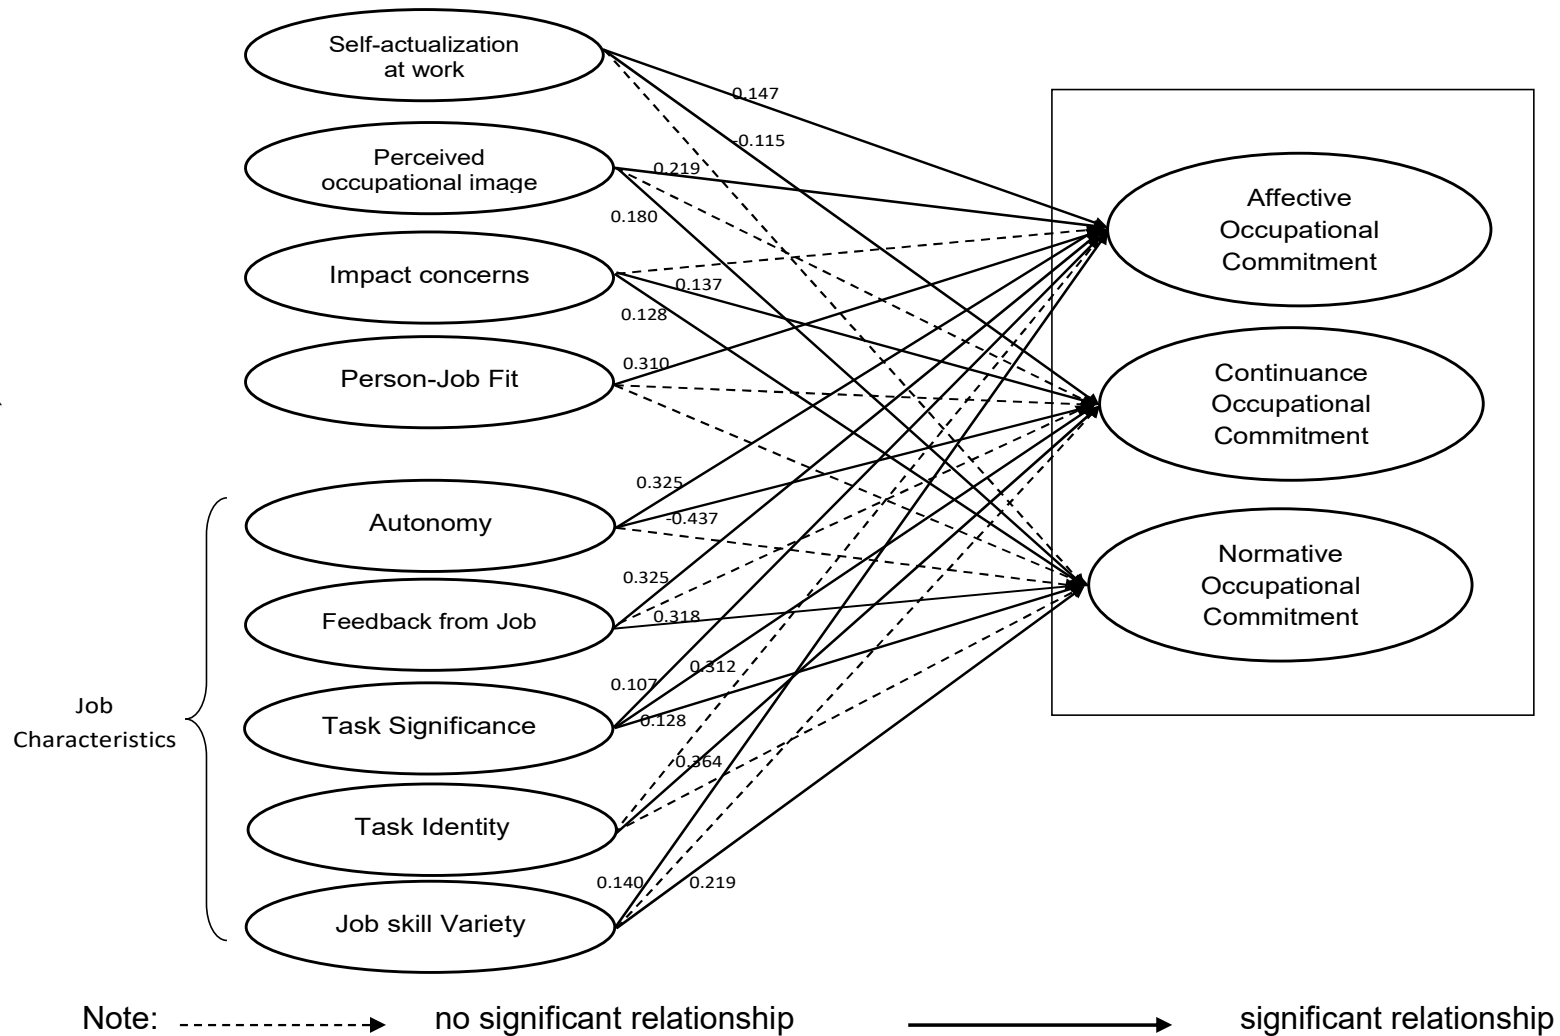 Self-actualization
at work
0.147
-0.115
Perceived
occupational image
0.219
0.180
Affective
Occupational
Commitment
Impact concerns
0.137
0.128
Person-Job Fit
0.310
Continuance
Occupational
Commitment
Autonomy
0.325
-0.437
Normative
Occupational
Commitment
Feedback from Job
0.325
0.318
Job
Characteristics
Task Significance
0.312
0.107
0.128
Task Identity
0.364
Job skill Variety
0.140
0.219
Note:
no significant relationship
significant relationship